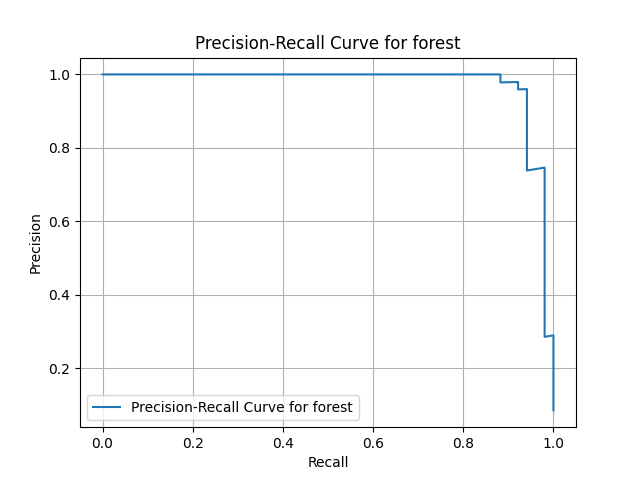 Precision-Recall Curve for forest
1.0
0.8
0.6
0.4
0.2
Precision
Precision-Recall Curve for forest
0.0 0.2 0.4 0.6 0.8 1.0
Recall